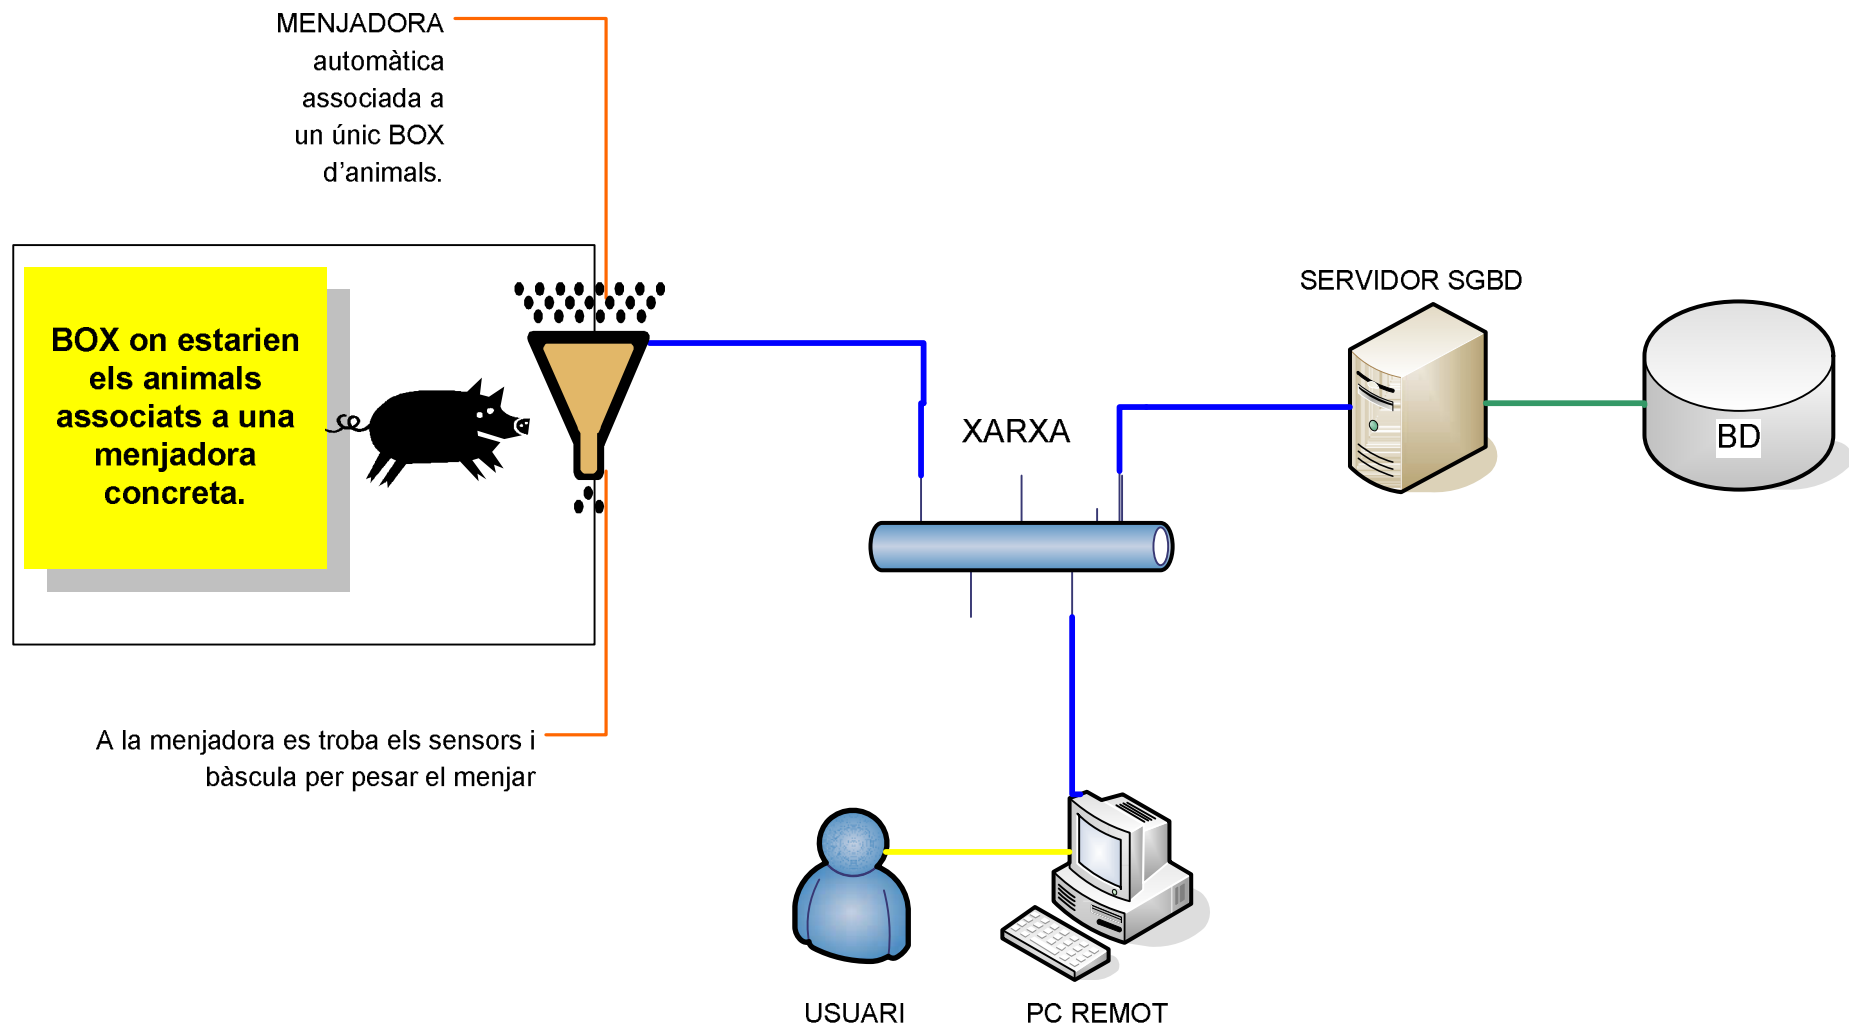 MENJADORA
automàtica
associada a
un únic BOX
d’animals.
BOX on estarien
els animals
associats a una
menjadora
concreta.
SERVIDOR SGBD
XARXA
BD
A la menjadora es troba els sensors i
bàscula per pesar el menjar
USUARI
PC REMOT